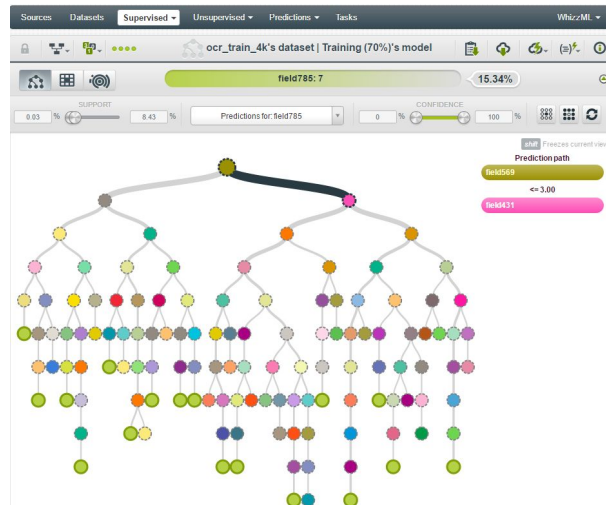 Sources Datasets Supervised Unsupervised Predictions Tasks WhizzML
ocr_train_4k's dataset | Training (70%)'s model
field785: 7 15.34%
SUPPORT CONFIDENCE
0.03 % 8.43 % Predictions for: field785 0 % 100 %
shift Freezes current view
Prediction path
field569
<= 3.00
field431